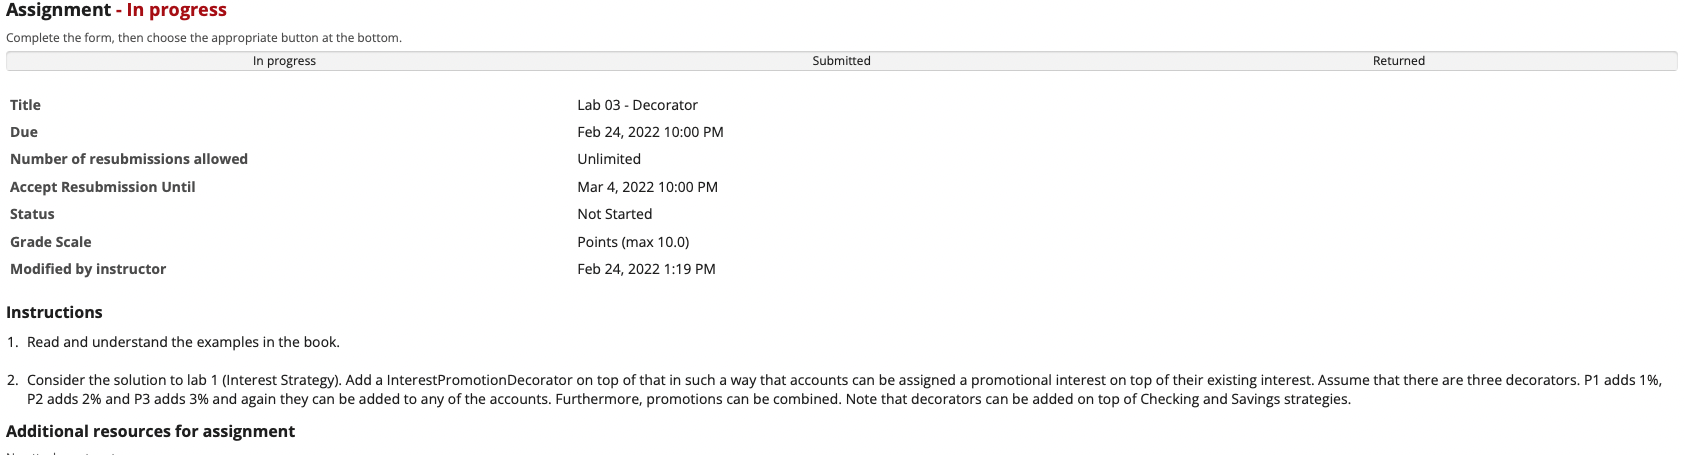 Assignment - In progress
Complete the form, then choose the appropriate button at the bottom.
In progress Submitted Returned
Title Lab 03 - Decorator
Due Feb 24, 2022 10:00 PM
Number of resubmissions allowed Unlimited
Accept Resubmission Until Mar 4, 2022 10:00 PM
Status Not Started
Grade Scale Points (max 10.0)
Modified by instructor Feb 24, 2022 1:19 PM
Instructions
1. Read and understand the examples in the book.
2. Consider the solution to lab 1 (Interest Strategy). Add a InterestPromotionDecorator on top of that in such a way that accounts can be assigned a promotional interest on top of their existing interest. Assume that there are three decorators. P1 adds 1%,
P2 adds 2% and P3 adds 3% and again they can be added to any of the accounts. Furthermore, promotions can be combined. Note that decorators can be added on top of Checking and Savings strategies.
Additional resources for assignment